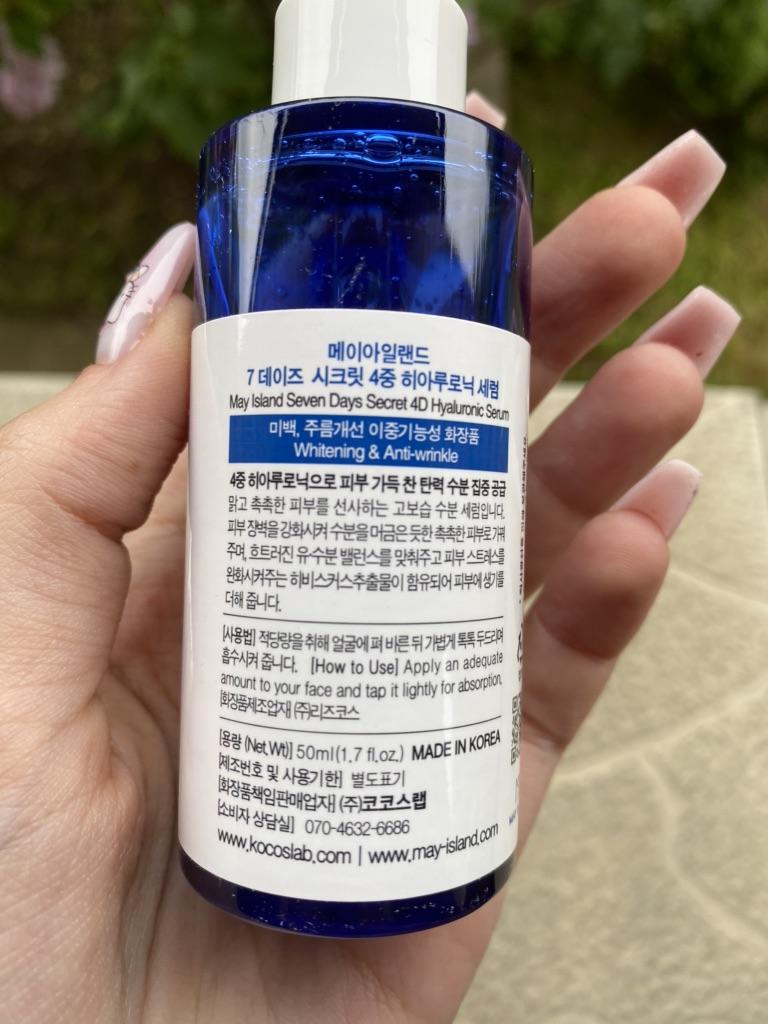 메이아일랜드
7 데이즈 시크릿 4중 히아루로닉 세럼
May Island Seven Days Secret 4D Hyaluronic Serum
미백, 주름개선 이중기능성 화장품
Whitening & Anti-wrinkle
4중 히아루로닉으로 피부 가득 찬 탄력 수분 집중 공급
맑고 촉촉한 피부를 선사하는 고보습 수분 세럼입니다.
피부 장벽을 강화시켜 수분을 머금은 듯한 촉촉한 피부로 가꿔
주며, 흐트러진 유·수분 밸런스를 맞춰주고 피부 스트레스를
완화시켜주는 히비스커스추출물이 함유되어 피부에 생기를
더해 줍니다.
[사용법] 적당량을 취해 얼굴에 펴 바른 뒤 가볍게 톡톡 두드리며
흡수시켜 줍니다. [How to Use] Apply an adequate
amount to your face and tap it lightly for absorption.
[화장품제조업자] (주)리즈코스
[용량 (Net.Wt)] 50ml(1.7 fl.oz.) MADE IN KOREA
[제조번호 및 사용기한] 별도표기
[화장품책임판매업자] (주)코코스랩
[소비자 상담실] 070-4632-6686
www.kocoslab.com | www.may-island.com